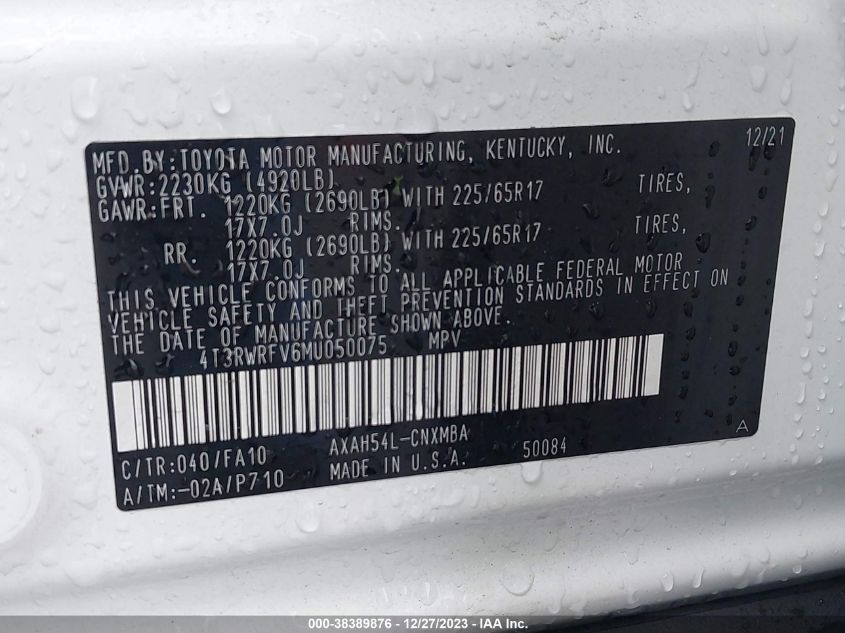 MFD.BY:TOYOTA MOTOR MANUFACTURING, KENTUCKY, INC. 12/21
GVWR:2230KG (4920LB)
GAWR:FRT. 1220KG (2690LB) WITH 225/65R17 TIRES,
17X7.0J RIMS.
RR. 1220KG (2690LB) WITH 225/65R17 TIRES,
17X7.0J RIMS.
THIS VEHICLE CONFORMS TO ALL APPLICABLE FEDERAL MOTOR
VEHICLE SAFETY AND THEFT PREVENTION STANDARDS IN EFFECT ON
THE DATE OF MANUFACTURE SHOWN ABOVE.
4T3RWRFV6MU050075 MPV
C/TR:040/FA10 AXAH54L-CNXMBA
A/TM:-02A/P710 MADE IN U.S.A. 50084 A
000-38389876 - 12/27/2023 - IAA Inc.